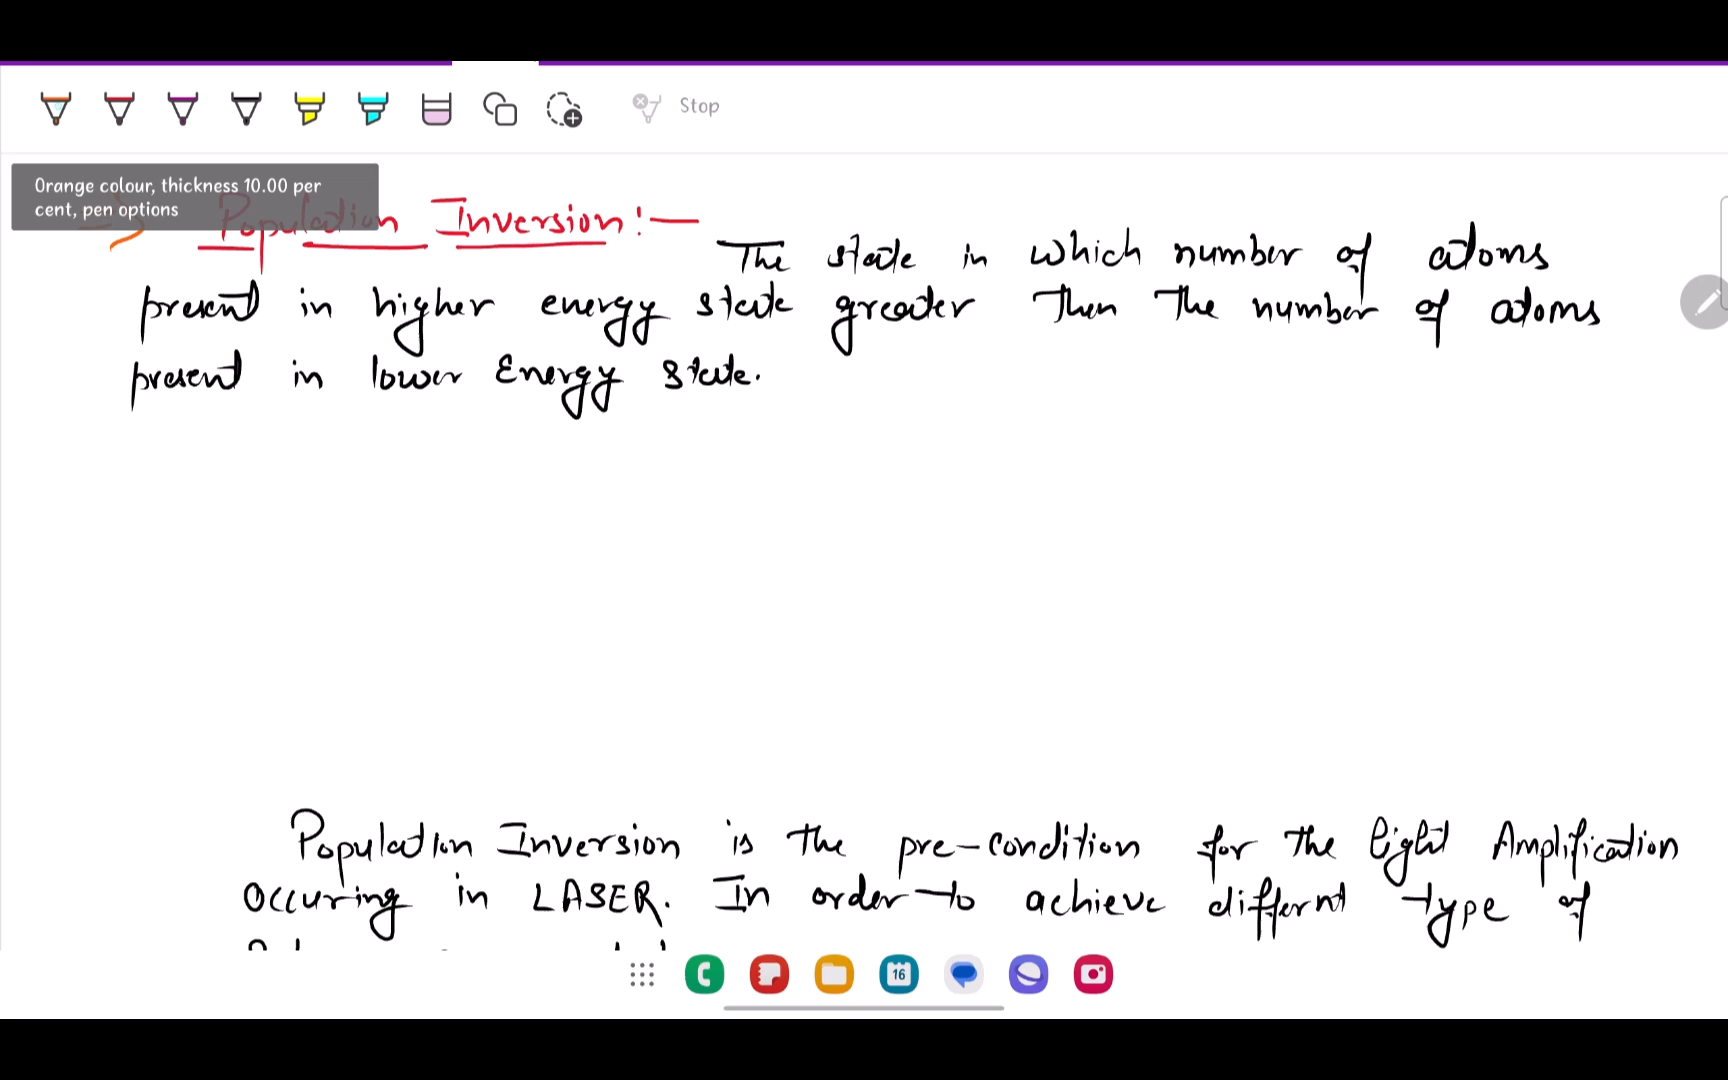 Stop
Orange colour, thickness 10.00 per
cent, pen options
Population Inversion:—
The state in which number of atoms
present in higher energy state greater then the number of atoms
present in lower Energy state.
Population Inversion is the pre-condition for the light Amplification
Occuring in LASER. In order to achieve differnt type of
16